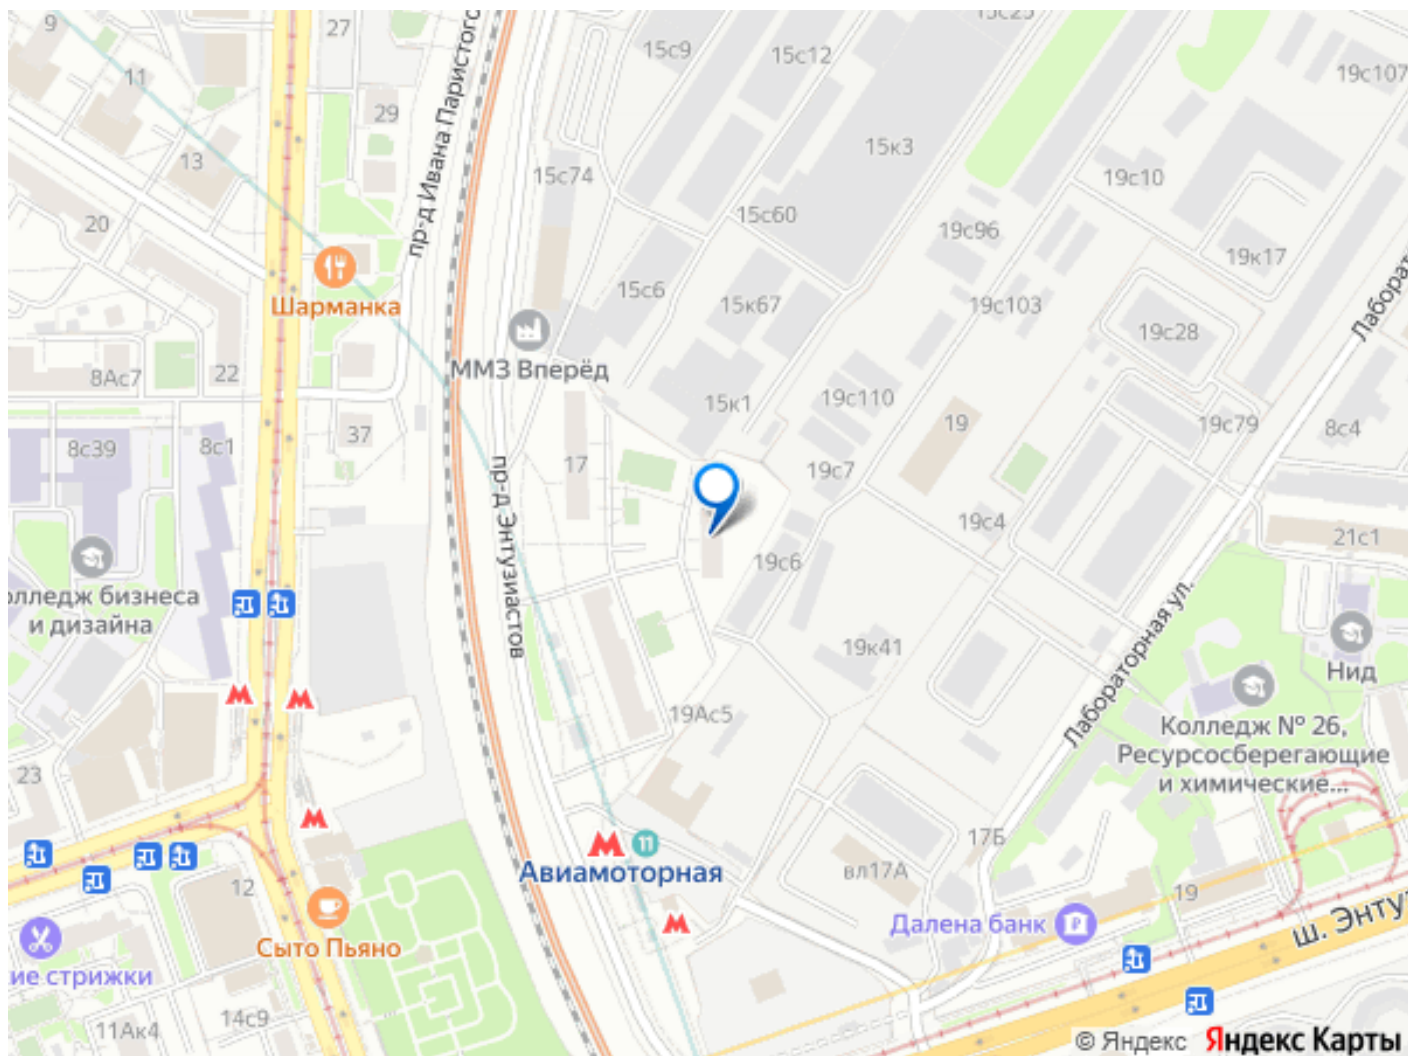 9
27
15с9
15с12
15с25
19с107
11
29
15к3
13
пр-д Ивана Паристого
15с74
19с10
20
15с60
19с96
19к17
Шарманка
15с6
15к67
19с103
19с28
ММЗ Вперёд
8Ас7
22
15к1
19с110
19
19с79
8с4
8с39
8с1
37
4
17
19с7
пр-д Энтузиастов
19с4
21с1
19с6
олледж бизнеса
и дизайна
Лабораторная ул.
19к41
Нид
19Ас5
Колледж № 26,
Ресурсосберегающие
и химические...
23
17Б
11
Авиамоторная
вл17А
12
19
Далена банк
ш. Энту
Сыто Пьяно
ие стрижки
14с9
11Ак4
© Яндекс Яндекс Карты